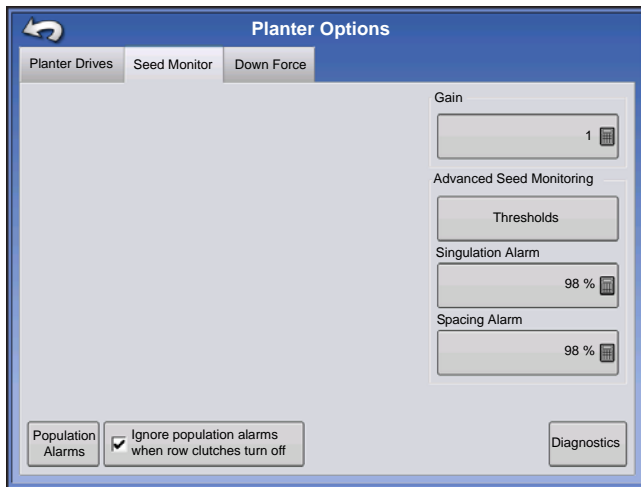 Planter Options
Planter Drives
Seed Monitor
Down Force
Gain
1
Advanced Seed Monitoring
Thresholds
Singulation Alarm
98 %
Spacing Alarm
98 %
Population
Alarms
Ignore population alarms
when row clutches turn off
Diagnostics